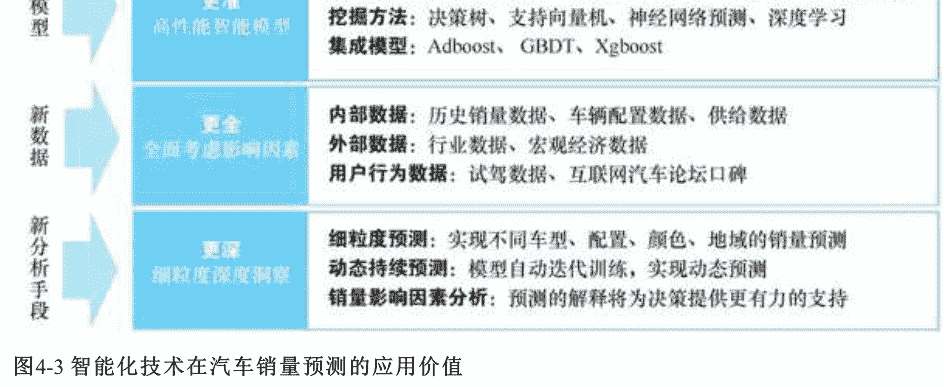 模型
更准
高性能智能模型
挖掘方法：决策树、支持向量机、神经网络预测、深度学习
集成模型：Adboost、GBDT、Xgboost
新数据
更全
全面考虑影响因素
内部数据：历史销量数据、车辆配置数据、供给数据
外部数据：行业数据、宏观经济数据
用户行为数据：试驾数据、互联网汽车论坛口碑
新分析手段
更深
细粒度深度洞察
细粒度预测：实现不同车型、配置、颜色、地域的销量预测
动态持续预测：模型自动迭代训练，实现动态预测
销量影响因素分析：预测的解释将为决策提供更有力的支持
图4-3 智能化技术在汽车销量预测的应用价值